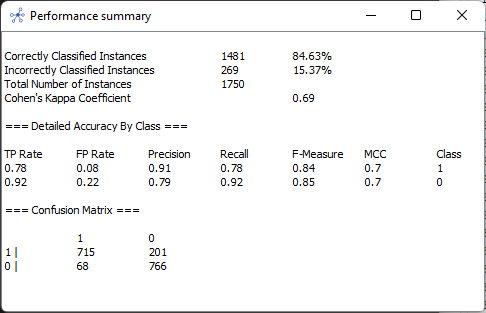 Performance summary
Correctly Classified Instances 1481 84.63%
Incorrectly Classified Instances 269 15.37%
Total Number of Instances 1750
Cohen's Kappa Coefficient 0.69
=== Detailed Accuracy By Class ===
TP Rate FP Rate Precision Recall F-Measure MCC Class
0.78 0.08 0.91 0.78 0.84 0.7 1
0.92 0.22 0.79 0.92 0.85 0.7 0
=== Confusion Matrix ===
1 0
1 | 715 201
0 | 68 766